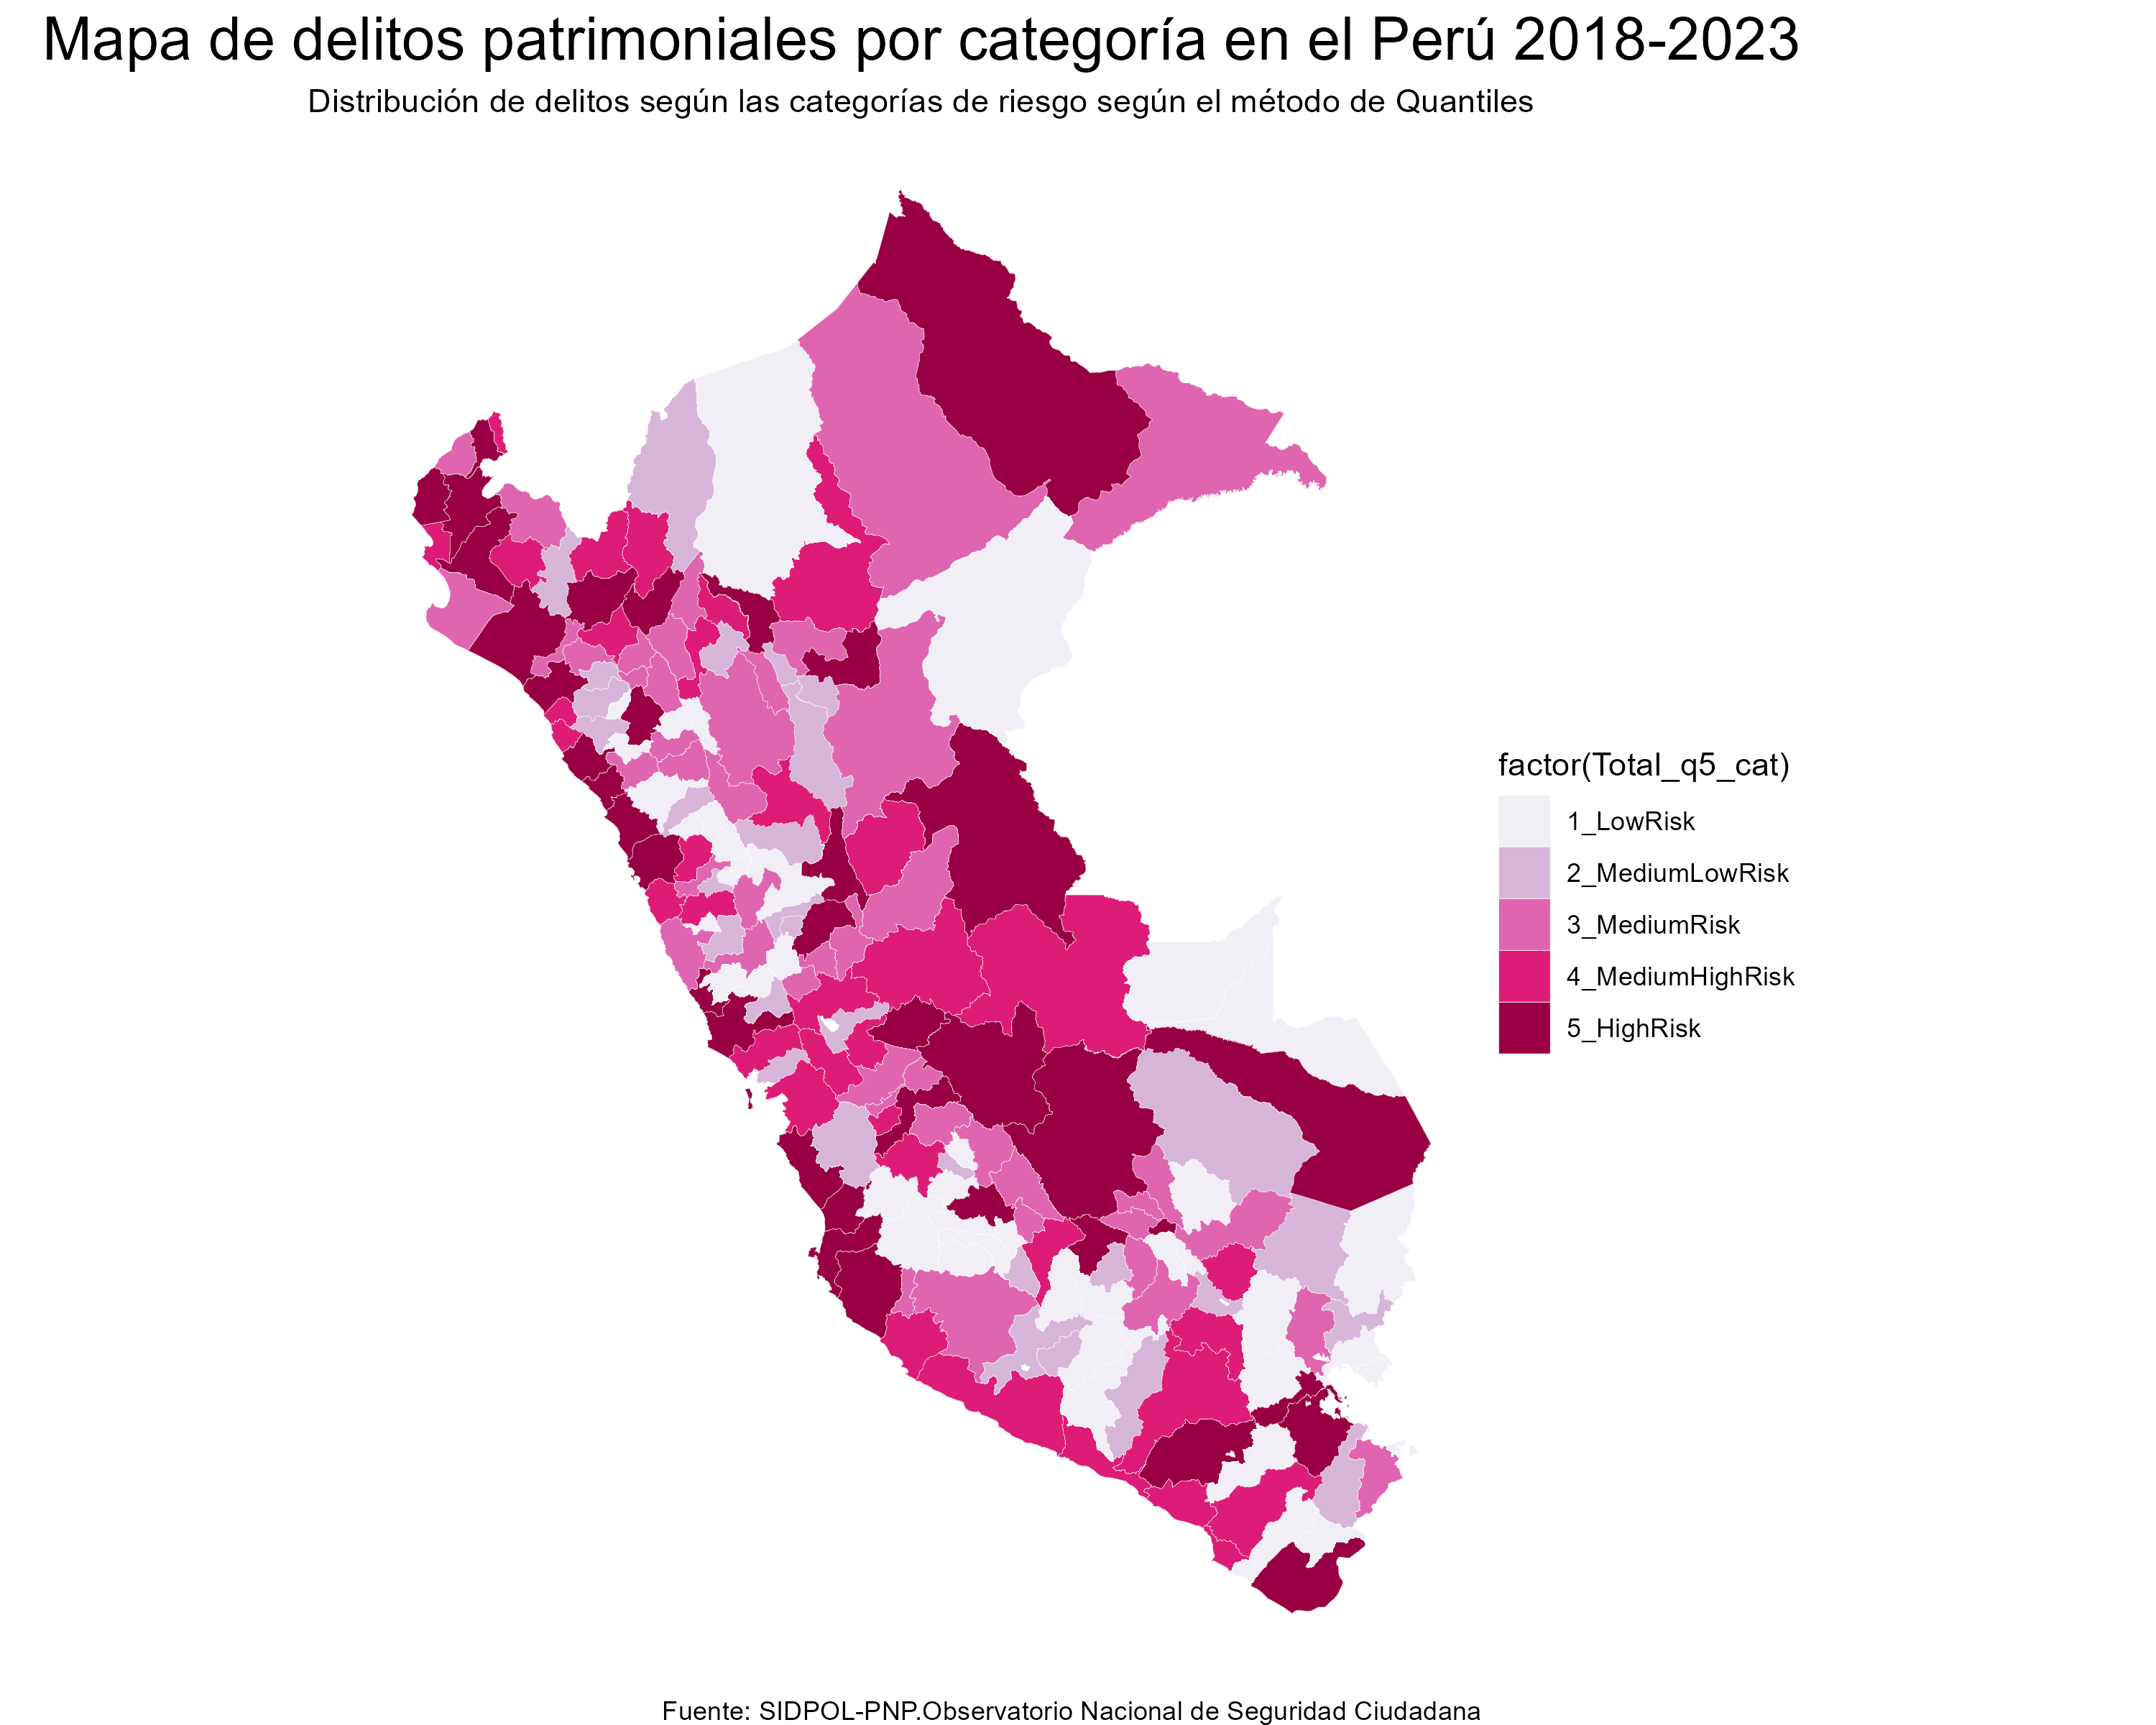 Mapa de delitos patrimoniales por categoría en el Perú 2018-2023
Distribución de delitos según las categorías de riesgo según el método de Quantiles
factor(Total_q5_cat)
1_LowRisk
2_MediumLowRisk
3_MediumRisk
4_MediumHighRisk
5_HighRisk
Fuente: SIDPOL-PNP.Observatorio Nacional de Seguridad Ciudadana